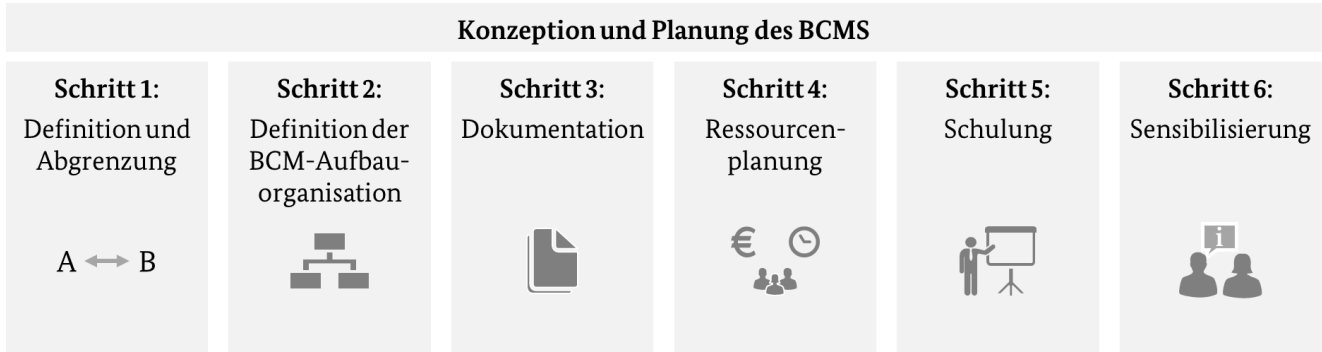 Konzeption und Planung des BCMS
Schritt 1:
Definition und
Abgrenzung
A B
Schritt 2:
Definition der
BCM-Aufbau-
organisation
Schritt 3:
Dokumentation
Schritt 4:
Ressourcen-
planung
€
Schritt 5:
Schulung
Schritt 6:
Sensibilisierung
i